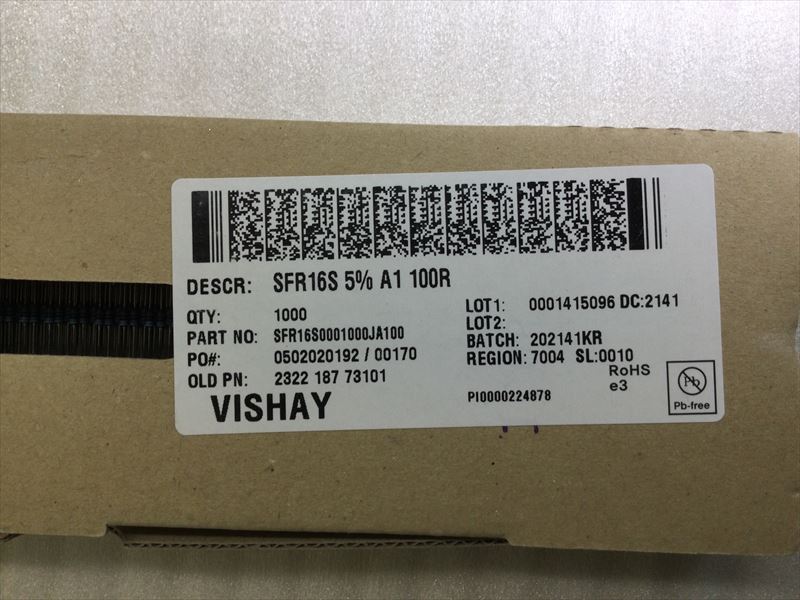 DESCR: SFR16S 5% A1 100R
QTY: 1000
PART NO: SFR16S0001000JA100
PO#: 0502020192 / 00170
OLD PN: 2322 187 73101
VISHAY
LOT1: 0001415096 DC:2141
LOT2:
BATCH: 202141KR
REGION: 7004 SL:0010
RoHS
e3
PI0000224878
Pb
Pb-free